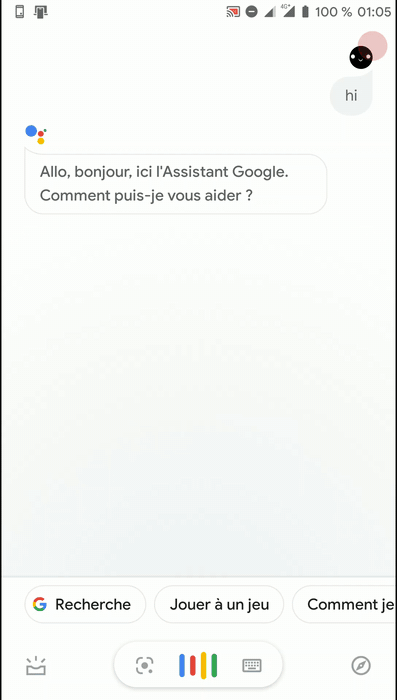 4G+ 100 % 01:05
hi
Allo, bonjour, ici l'Assistant Google.
Comment puis-je vous aider ?
Recherche Jouer à un jeu Comment je